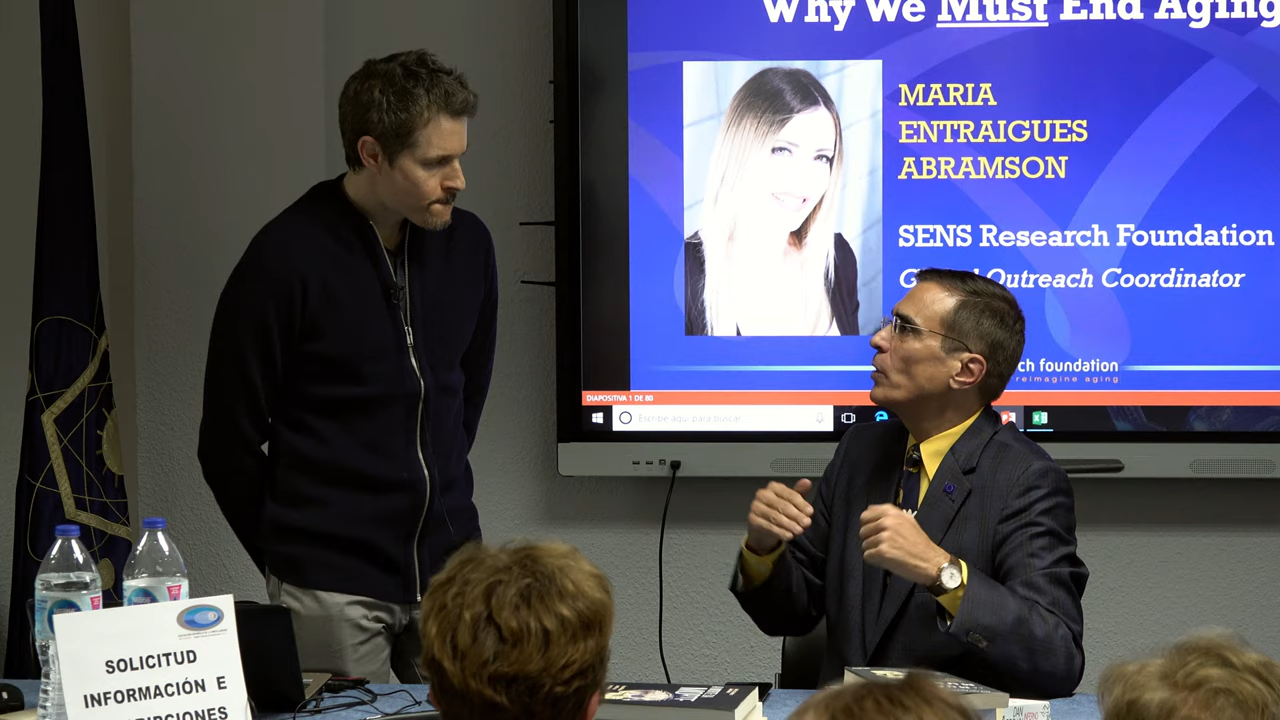 Why We Must End Aging
MARIA
ENTRAIGUES
ABRAMSON
SENS Research Foundation
Outreach Coordinator
foundation
reimagine aging
DIAPOSITIVA 1 DE 80
Escribe aquí para buscar
SOLICITUD
INFORMACIÓN E